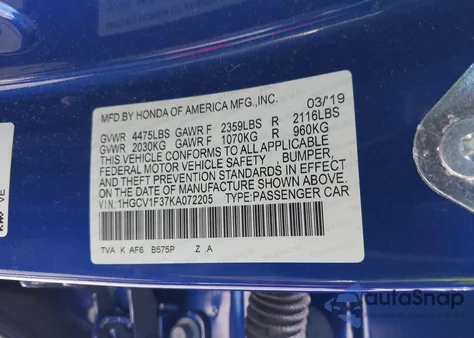 MFD.BY HONDA OF AMERICA MFG.,INC. 03/'19
GVWR 4475LBS GAWR F 2359LBS R 2116LBS
GVWR 2030KG GAWR F 1070KG R 960KG
THIS VEHICLE CONFORMS TO ALL APPLICABLE
FEDERAL MOTOR VEHICLE SAFETY , BUMPER,
AND THEFT PREVENTION STANDARDS IN EFFECT
ON THE DATE OF MANUFACTURE SHOWN ABOVE.
V.I.N:1HGCV1F37KA072205 TYPE:PASSENGER CAR
TVA K AF6 B575P Z .A
VE
autoSnap